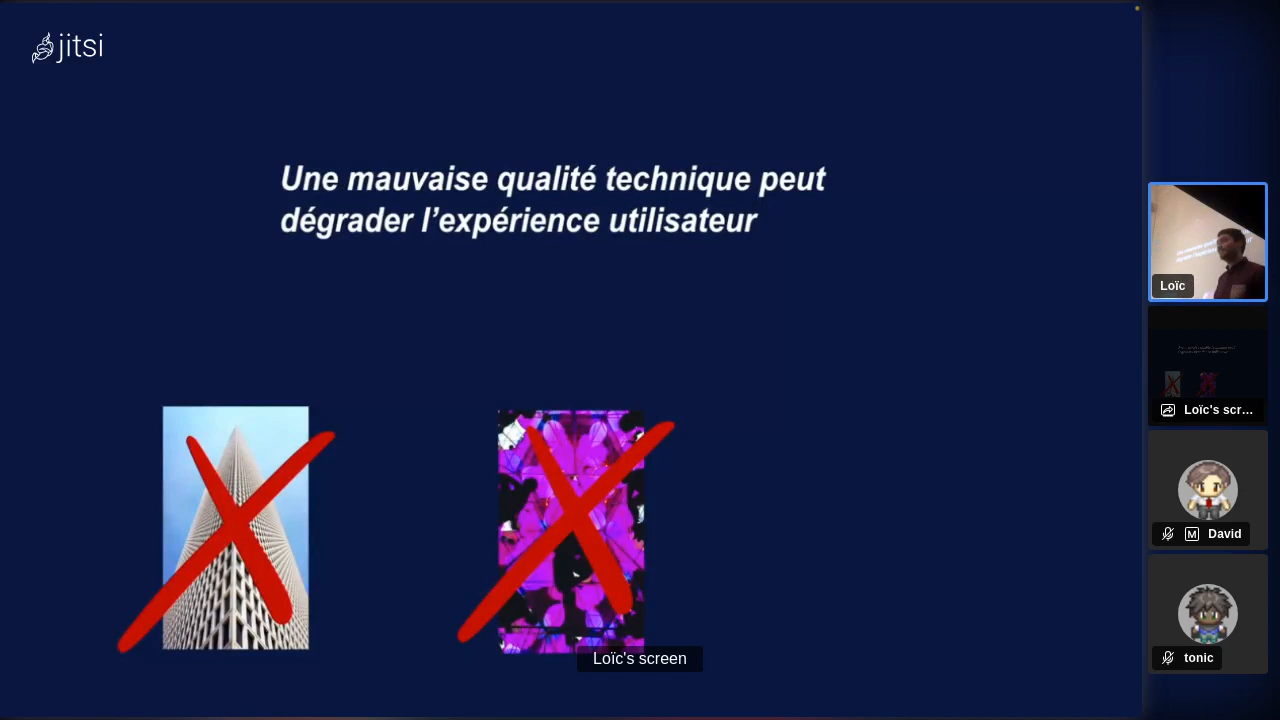 jitsi
Une mauvaise qualité technique peut
dégrader l’expérience utilisateur
Loïc
Loïc's scr...
M
David
tonic
Loïc's screen